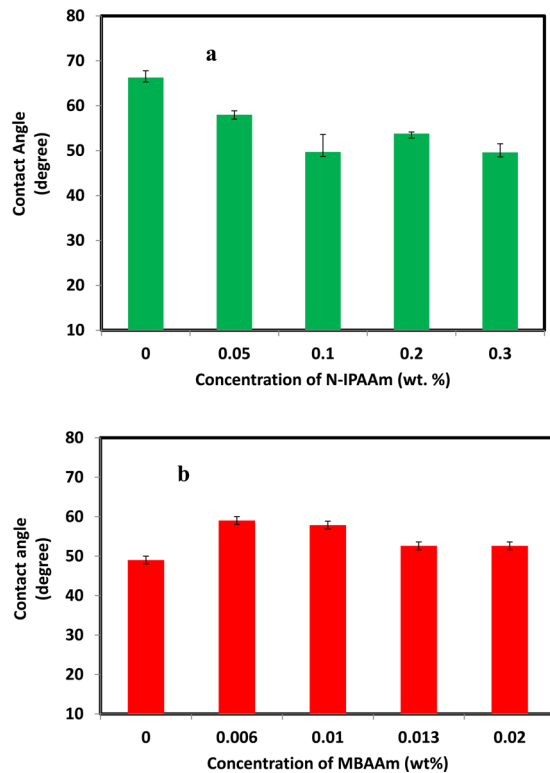 a
80
70
60
50
40
30
20
10
Contact Angle
(degree)
0 0.05 0.1 0.2 0.3
Concentration of N-IPAAm (wt. %)
b
80
70
60
50
40
30
20
10
Contact angle
(degree)
0 0.006 0.01 0.013 0.02
Concentration of MBAAm (wt%)